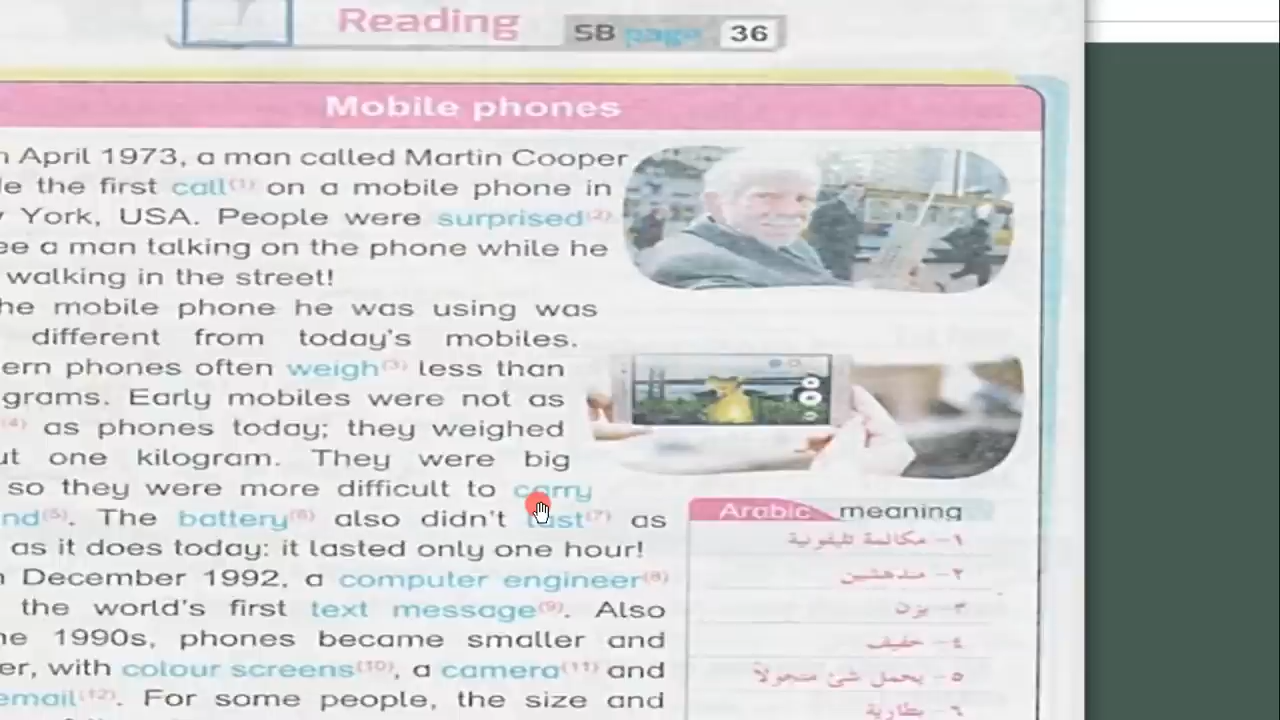 Reading
SB page 36
Mobile phones
April 1973, a man called Martin Cooper
the first call(1) on a mobile phone in
York, USA. People were surprised(2)
a man talking on the phone while he
walking in the street!
mobile phone he was using was
different from today's mobiles.
phones often weigh(3) less than
grams. Early mobiles were not as
(4) as phones today; they weighed
one kilogram. They were big
so they were more difficult to carry
(5). The battery(6) also didn't last(7) as
as it does today: it lasted only one hour!
December 1992, a computer engineer(8)
the world's first text message(9). Also
1990s, phones became smaller and
with colour screens(10), a camera(11) and
email(12). For some people, the size and
Arabic meaning
١- مكالمة تليفونية
٢- مندهشين
٣- يزن
٤- خفيف
٥- يحمل شئ متجولاً
٦- بطارية